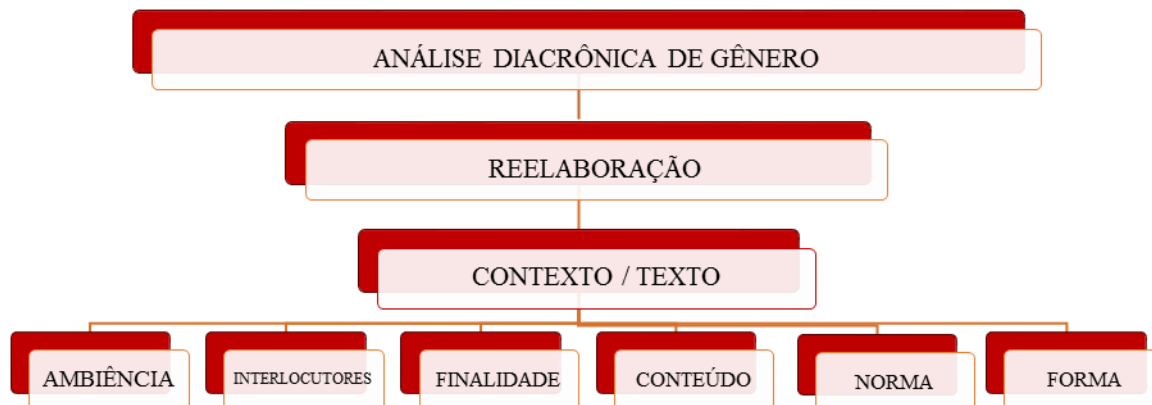 ANÁLISE DIACRÔNICA DE GÊNERO
REELABORAÇÃO
CONTEXTO / TEXTO
AMBIÊNCIA
INTERLOCUTORES
FINALIDADE
CONTEÚDO
NORMA
FORMA